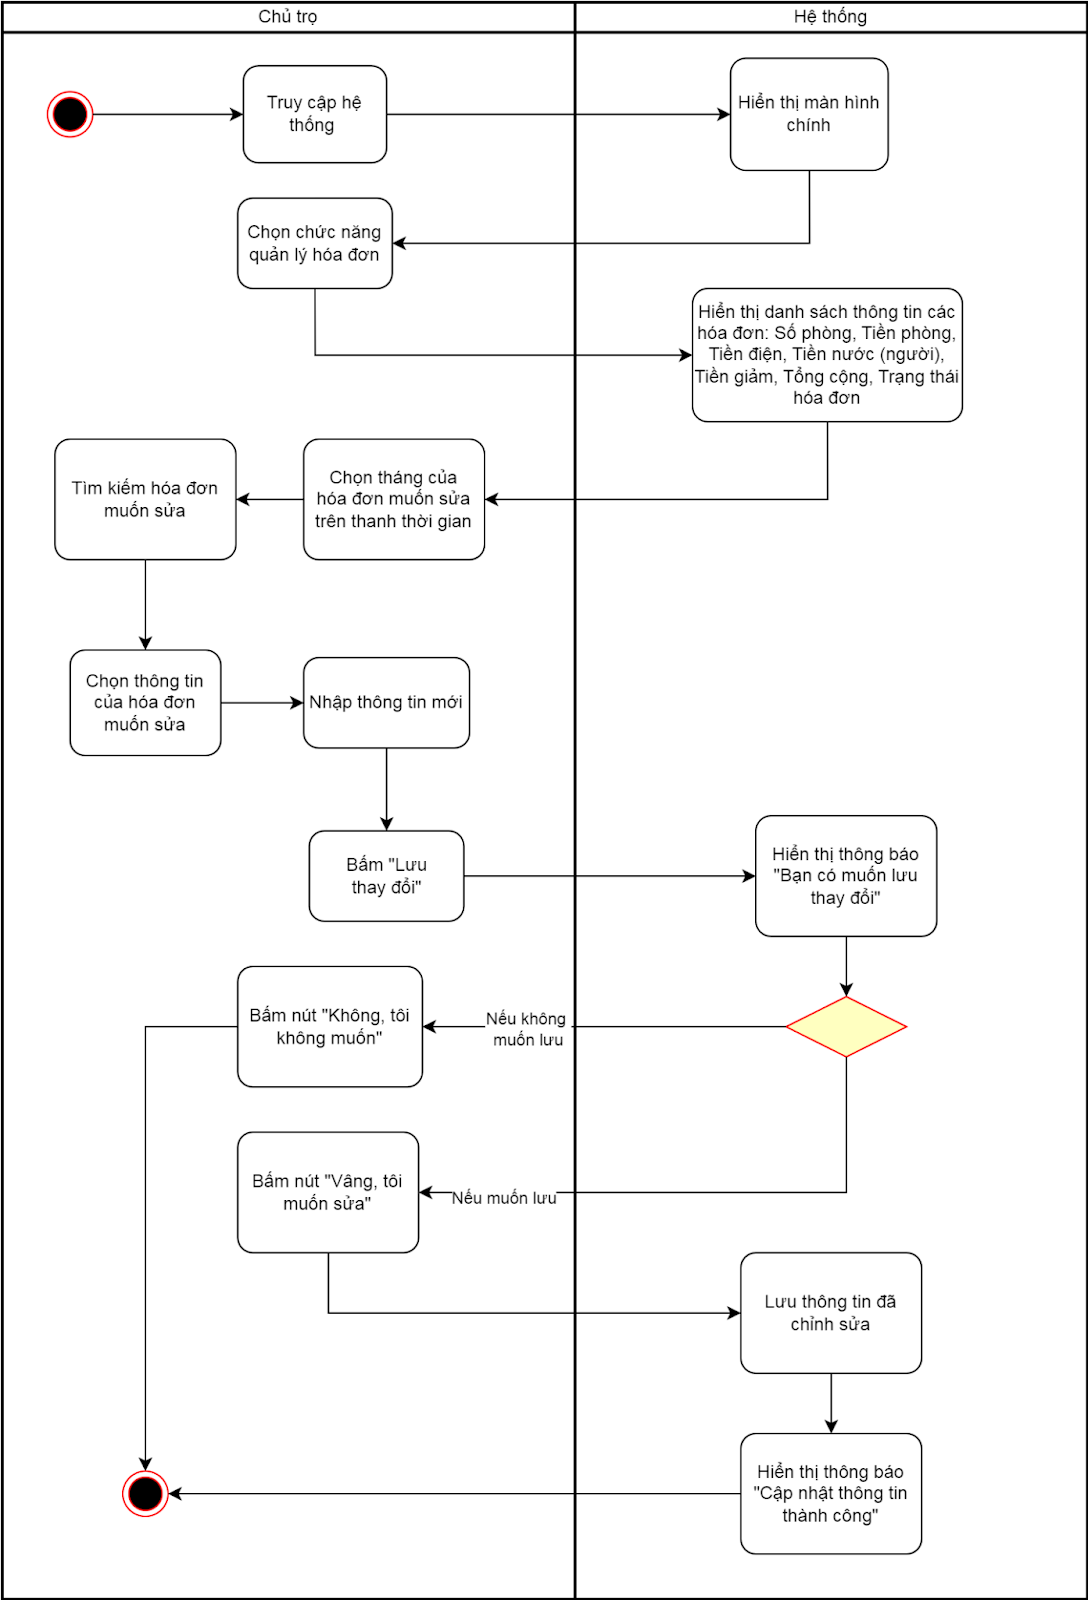 Chủ trọ
Hệ thống
Truy cập hệ
thống
Hiển thị màn hình
chính
Chọn chức năng
quản lý hóa đơn
Hiển thị danh sách thông tin các
hóa đơn: Số phòng, Tiền phòng,
Tiền điện, Tiền nước (người),
Tiền giảm, Tổng cộng, Trạng thái
hóa đơn
Tìm kiếm hóa đơn
muốn sửa
Chọn tháng của
hóa đơn muốn sửa
trên thanh thời gian
Chọn thông tin
của hóa đơn
muốn sửa
Nhập thông tin mới
Bấm "Lưu
thay đổi"
Hiển thị thông báo
"Bạn có muốn lưu
thay đổi"
Bấm nút "Không, tôi
không muốn"
Nếu không
muốn lưu
Bấm nút "Vâng, tôi
muốn sửa"
Nếu muốn lưu
Lưu thông tin đã
chỉnh sửa
Hiển thị thông báo
"Cập nhật thông tin
thành công"